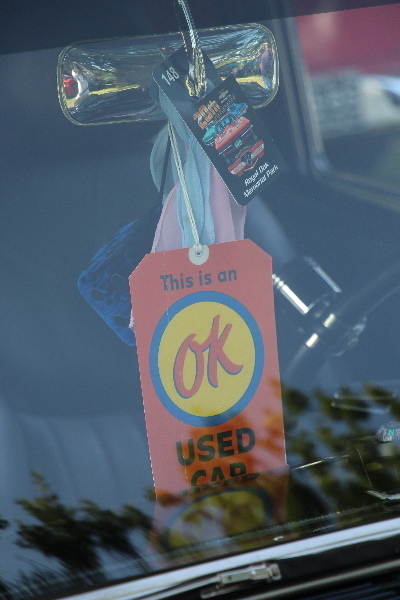 148
Royal Oak
Memorial Park
This is an
OK
USED
CAR